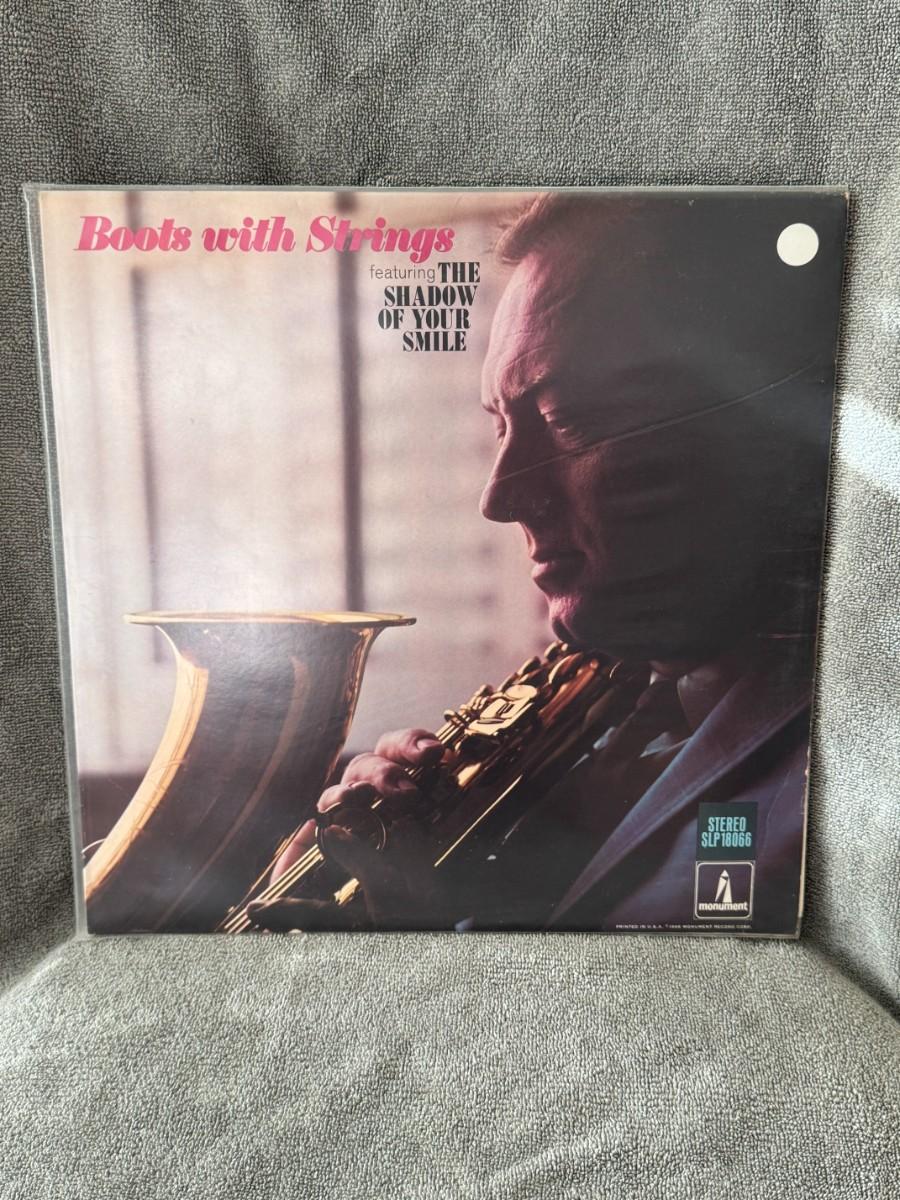 Boots with Strings
featuring THE
SHADOW
OF YOUR
SMILE
STEREO
SLP 18066
monument
PRINTED IN U.S.A. © 1966 MONUMENT RECORD CORP.